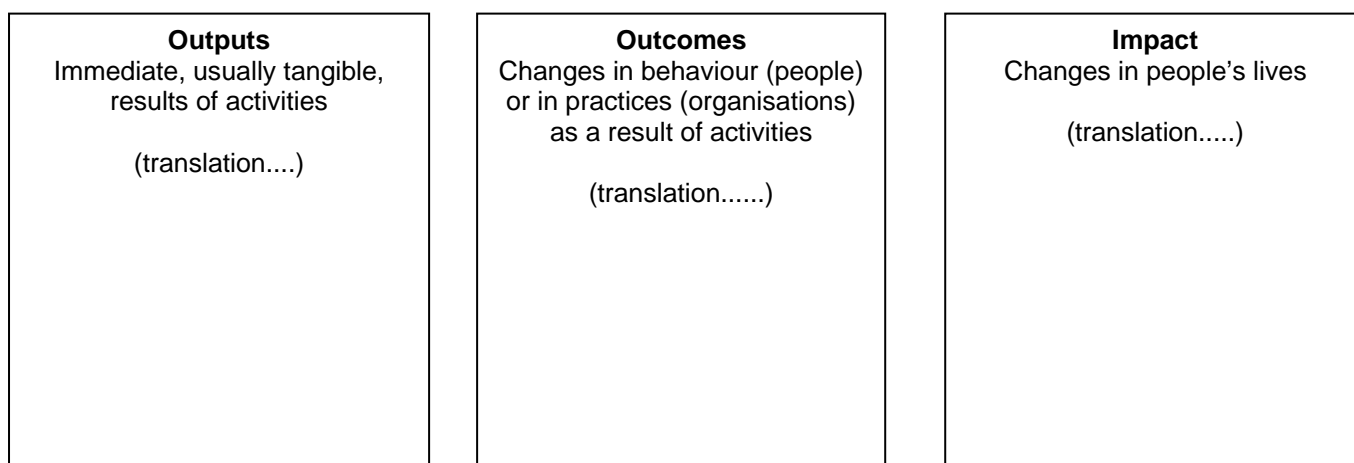 Outputs
Immediate, usually tangible,
results of activities
(translation....)
Outcomes
Changes in behaviour (people)
or in practices (organisations)
as a result of activities
(translation......)
Impact
Changes in people’s lives
(translation.....)